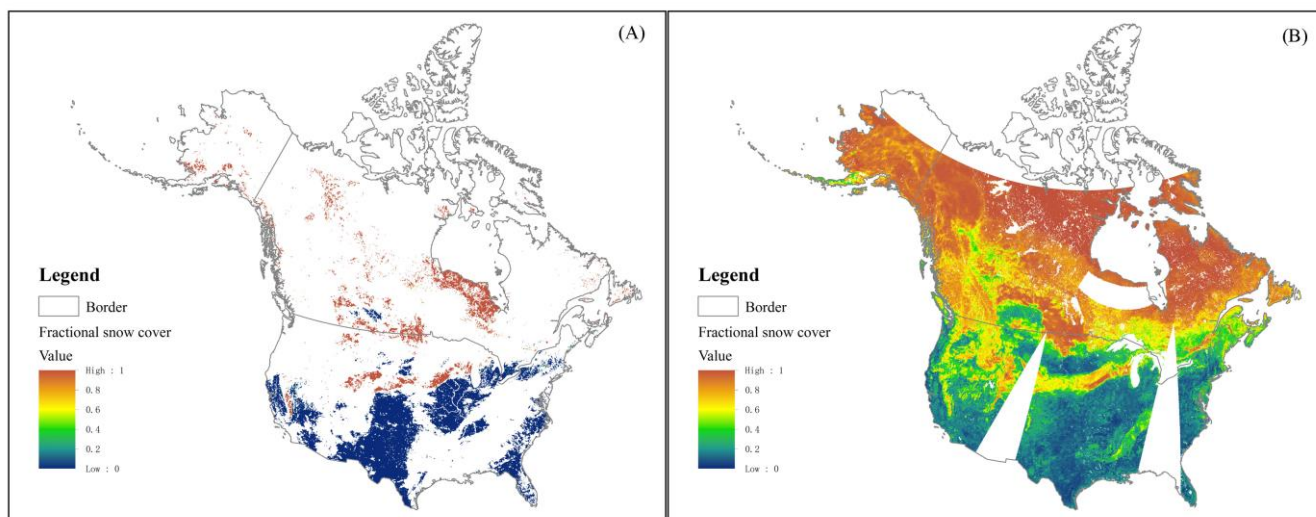 (A)
Legend
Border
Fractional snow cover
Value
High : 1
0.8
0.6
0.4
0.2
Low : 0
(B)
Legend
Border
Fractional snow cover
Value
High : 1
0.8
0.6
0.4
0.2
Low : 0